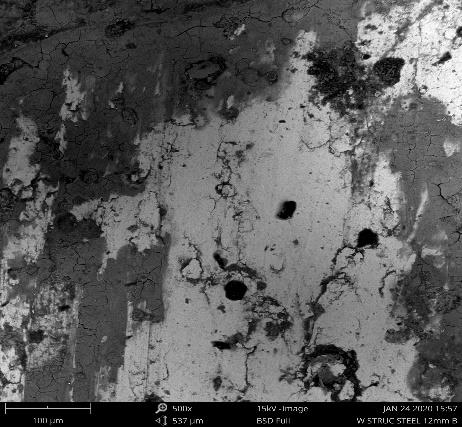 500x 15kV -Image JAN 24 2020 15:57
100 µm 537 µm BSD Full W STRUC STEEL 12mm B